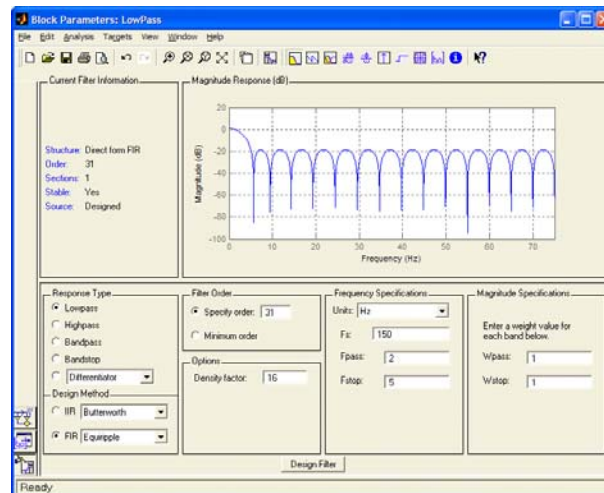 Block Parameters: LowPass
File Edit Analysis Targets View Window Help
Current Filter Information
Structure: Direct form FIR
Order: 31
Sections: 1
Stable: Yes
Source: Designed
Magnitude Response (dB)
Magnitude (dB)
20
0
-20
-40
-60
-80
-100
0 10 20 30 40 50 60 70
Frequency (Hz)
Response Type
Lowpass
Highpass
Bandpass
Bandstop
Differentiator
Design Method
IIR Butterworth
FIR Equiripple
Filter Order
Specify order: 31
Minimum order
Options
Density factor: 16
Frequency Specifications
Units: Hz
Fs: 150
Fpass: 2
Fstop: 5
Magnitude Specifications
Enter a weight value for
each band below.
Wpass: 1
Wstop: 1
Design Filter
Ready